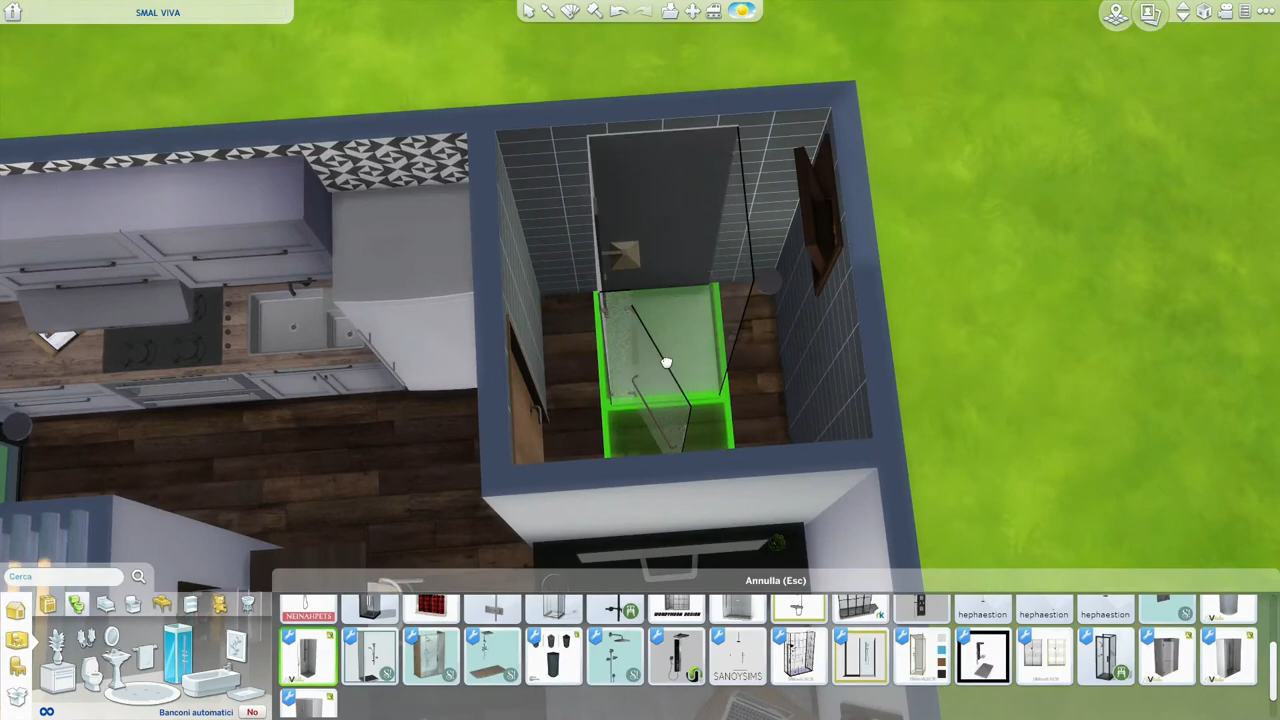 SMAL VIVA
Annulla (Esc)
Cerca
NEINAHPETS
hephaestion
hephaestion
hephaestion
SANOYSIMS
Banconi automatici
No